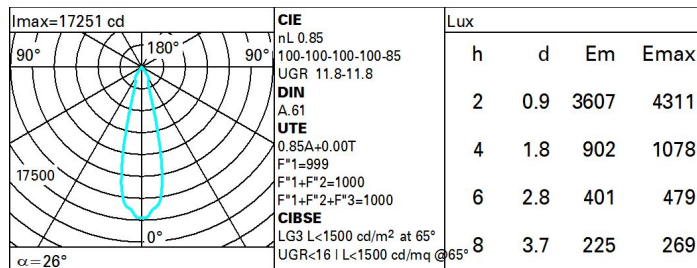 Imax=17251 cd
90°
180°
90°
17500
0°
α=26°
CIE
nL 0.85
100-100-100-100-85
UGR 11.8-11.8
DIN
A.61
UTE
0.85A+0.00T
F"1=999
F"1+F"2=1000
F"1+F"2+F"3=1000
CIBSE
LG3 L<1500 cd/m² at 65°
UGR<16 | L<1500 cd/mq @65°
Lux
h d Em Emax
2 0.9 3607 4311
4 1.8 902 1078
6 2.8 401 479
8 3.7 225 269